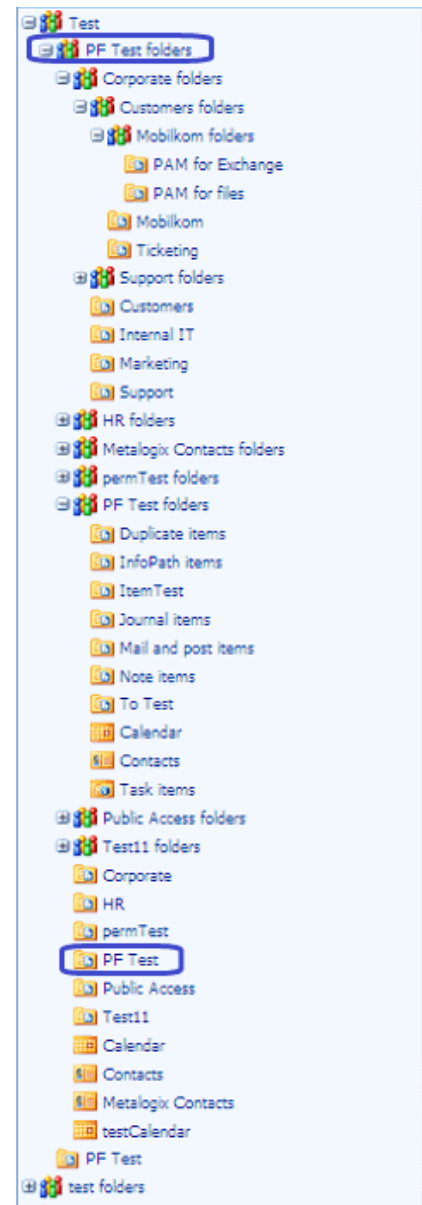 Test
PF Test folders
Corporate folders
Customers folders
Mobilkom folders
PAM for Exchange
PAM for files
Mobilkom
Ticketing
Support folders
Customers
Internal IT
Marketing
Support
HR folders
Metalogix Contacts folders
permTest folders
PF Test folders
Duplicate items
InfoPath items
ItemTest
Journal items
Mail and post items
Note items
To Test
Calendar
Contacts
Task items
Public Access folders
Test11 folders
Corporate
HR
permTest
PF Test
Public Access
Test11
Calendar
Contacts
Metalogix Contacts
testCalendar
PF Test
test folders